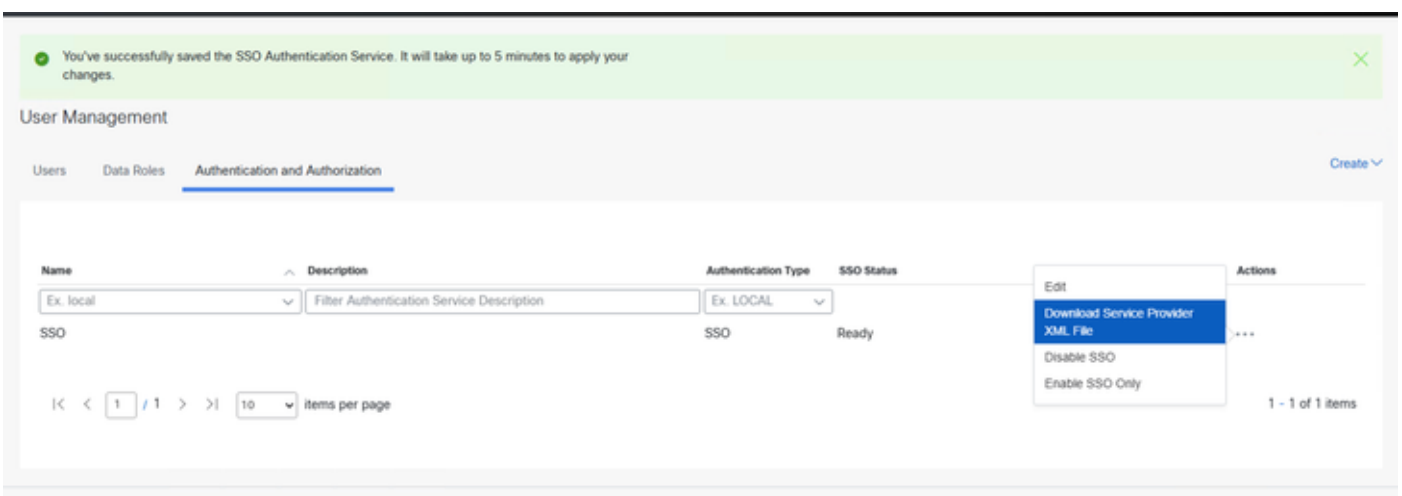 You've successfully saved the SSO Authentication Service. It will take up to 5 minutes to apply your
changes.
User Management
Users Data Roles Authentication and Authorization Create
Name Description Authentication Type SSO Status Actions
Ex. local Filter Authentication Service Description Ex. LOCAL
SSO SSO Ready ...
Edit
Download Service Provider
XML File
Disable SSO
Enable SSO Only
|< < 1 / 1 > >| 10 items per page 1 - 1 of 1 items